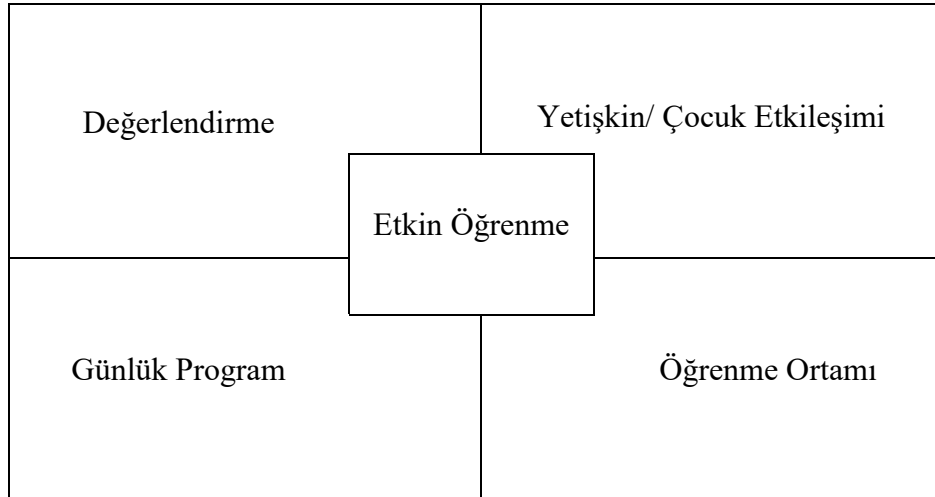 Değerlendirme
Yetişkin/ Çocuk Etkileşimi
Etkin Öğrenme
Günlük Program
Öğrenme Ortamı